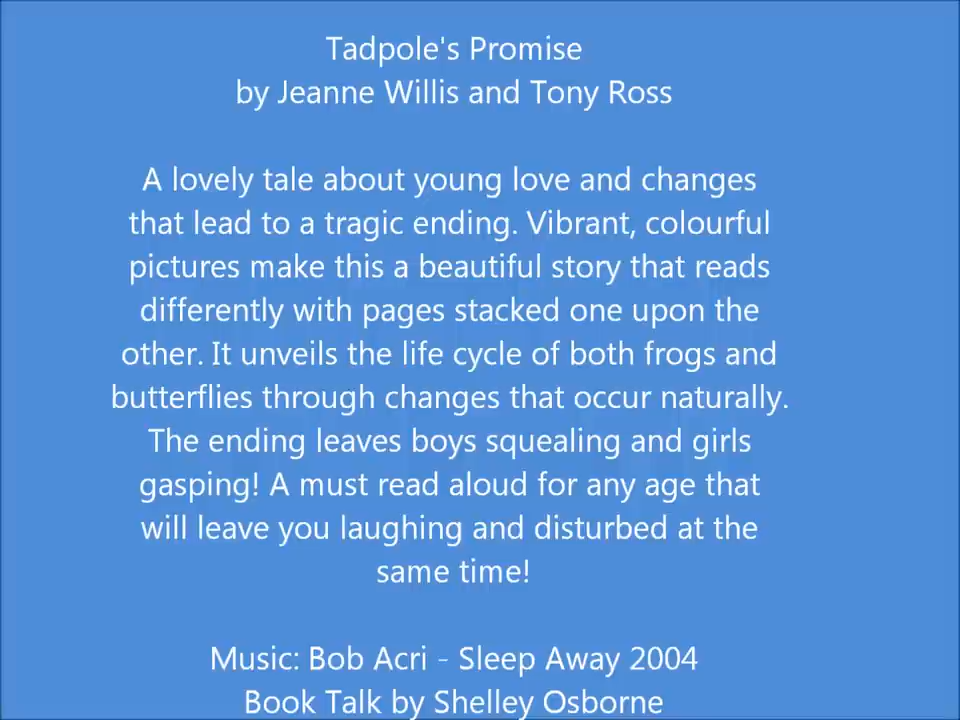 Tadpole's Promise
by Jeanne Willis and Tony Ross
A lovely tale about young love and changes
that lead to a tragic ending. Vibrant, colourful
pictures make this a beautiful story that reads
differently with pages stacked one upon the
other. It unveils the life cycle of both frogs and
butterflies through changes that occur naturally.
The ending leaves boys squealing and girls
gasping! A must read aloud for any age that
will leave you laughing and disturbed at the
same time!
Music: Bob Acri - Sleep Away 2004
Book Talk by Shelley Osborne